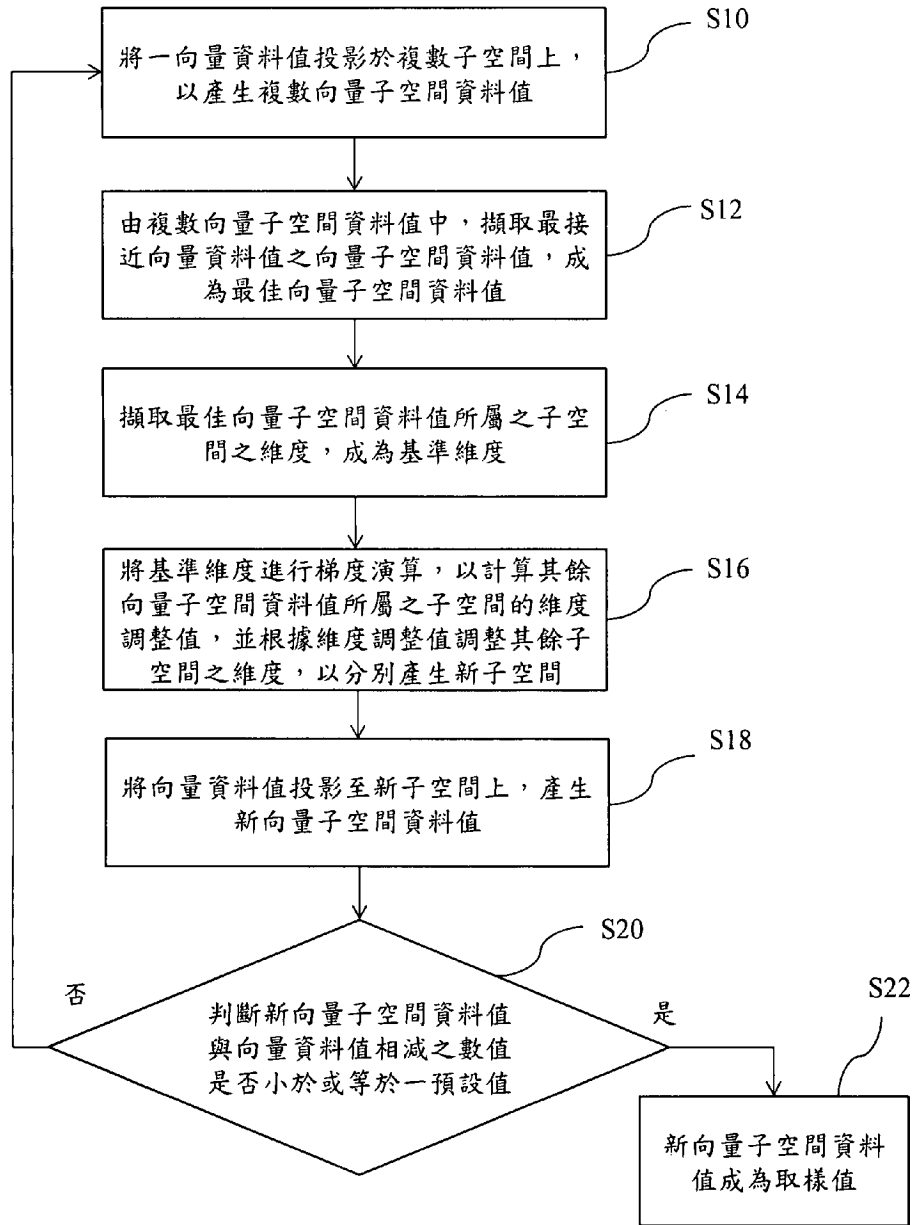 S10
將一向量資料值投影於複數子空間上，
以產生複數向量子空間資料值
S12
由複數向量子空間資料值中，擷取最接
近向量資料值之向量子空間資料值，成
為最佳向量子空間資料值
S14
擷取最佳向量子空間資料值所屬之子空
間之維度，成為基準維度
S16
將基準維度進行梯度演算，以計算其餘
向量子空間資料值所屬之子空間的維度
調整值，並根據維度調整值調整其餘子
空間之維度，以分別產生新子空間
S18
將向量資料值投影至新子空間上，產生
新向量子空間資料值
S20
否
判斷新向量子空間資料值
與向量資料值相減之數值
是否小於或等於一預設值
是
S22
新向量子空間資料
值成為取樣值